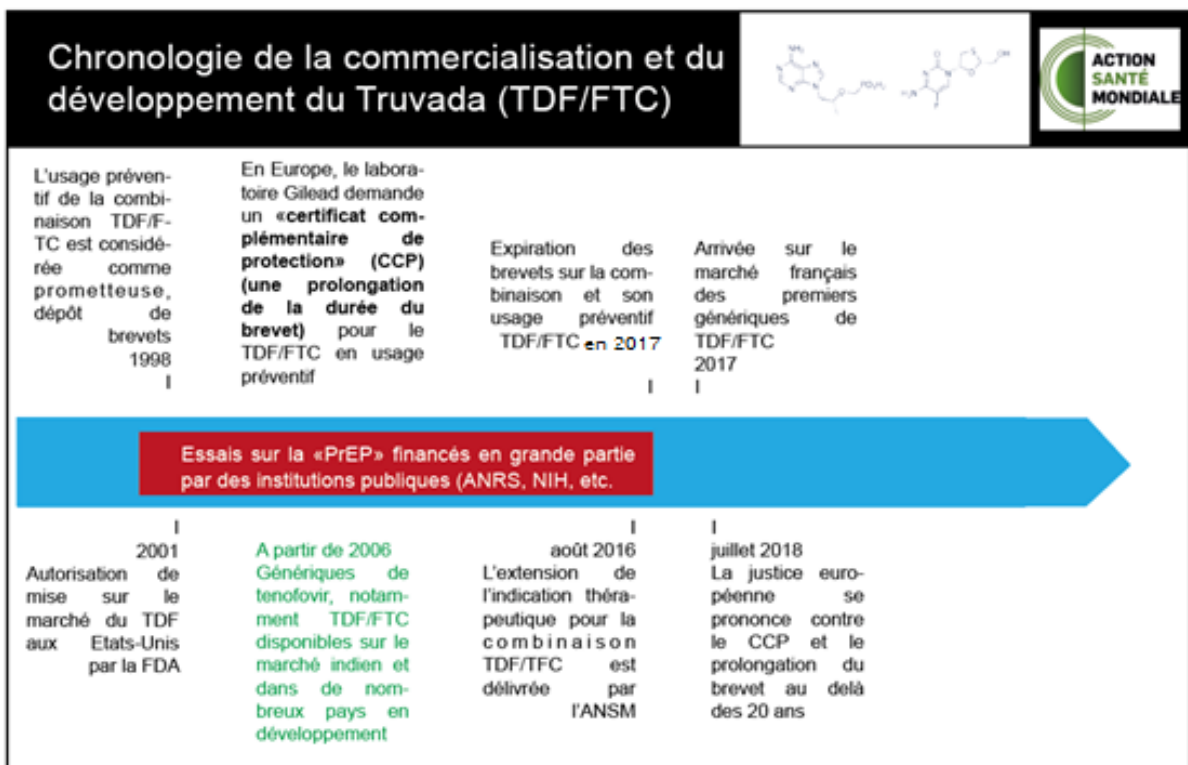 Chronologie de la commercialisation et du
développement du Truvada (TDF/FTC)
ACTION
SANTÉ
MONDIALE
L'usage préven-
tif de la combi-
naison TDF/F-
TC est considé-
rée comme
prometteuse,
dépôt de
brevets
1998
En Europe, le labora-
toire Gilead demande
un «certificat com-
plémentaire de
protection» (CCP)
(une prolongation
de la durée du
brevet) pour le
TDF/FTC en usage
préventif
Expiration des
brevets sur la com-
binaison et son
usage préventif
TDF/FTC en 2017
Arrivée sur le
marché français
des premiers
génériques de
TDF/FTC
2017
Essais sur la «PrEP» financés en grande partie
par des institutions publiques (ANRS, NIH, etc.
2001
Autorisation de
mise sur le
marché du TDF
aux Etats-Unis
par la FDA
A partir de 2006
Génériques de
tenofovir, notam-
ment TDF/FTC
disponibles sur le
marché indien et
dans de nom-
breux pays en
développement
août 2016
L'extension de
l'indication théra-
peutique pour la
combinaison
TDF/TFC est
délivrée par
l'ANSM
juillet 2018
La justice euro-
péenne se
prononce contre
le CCP et le
prolongation du
brevet au delà
des 20 ans